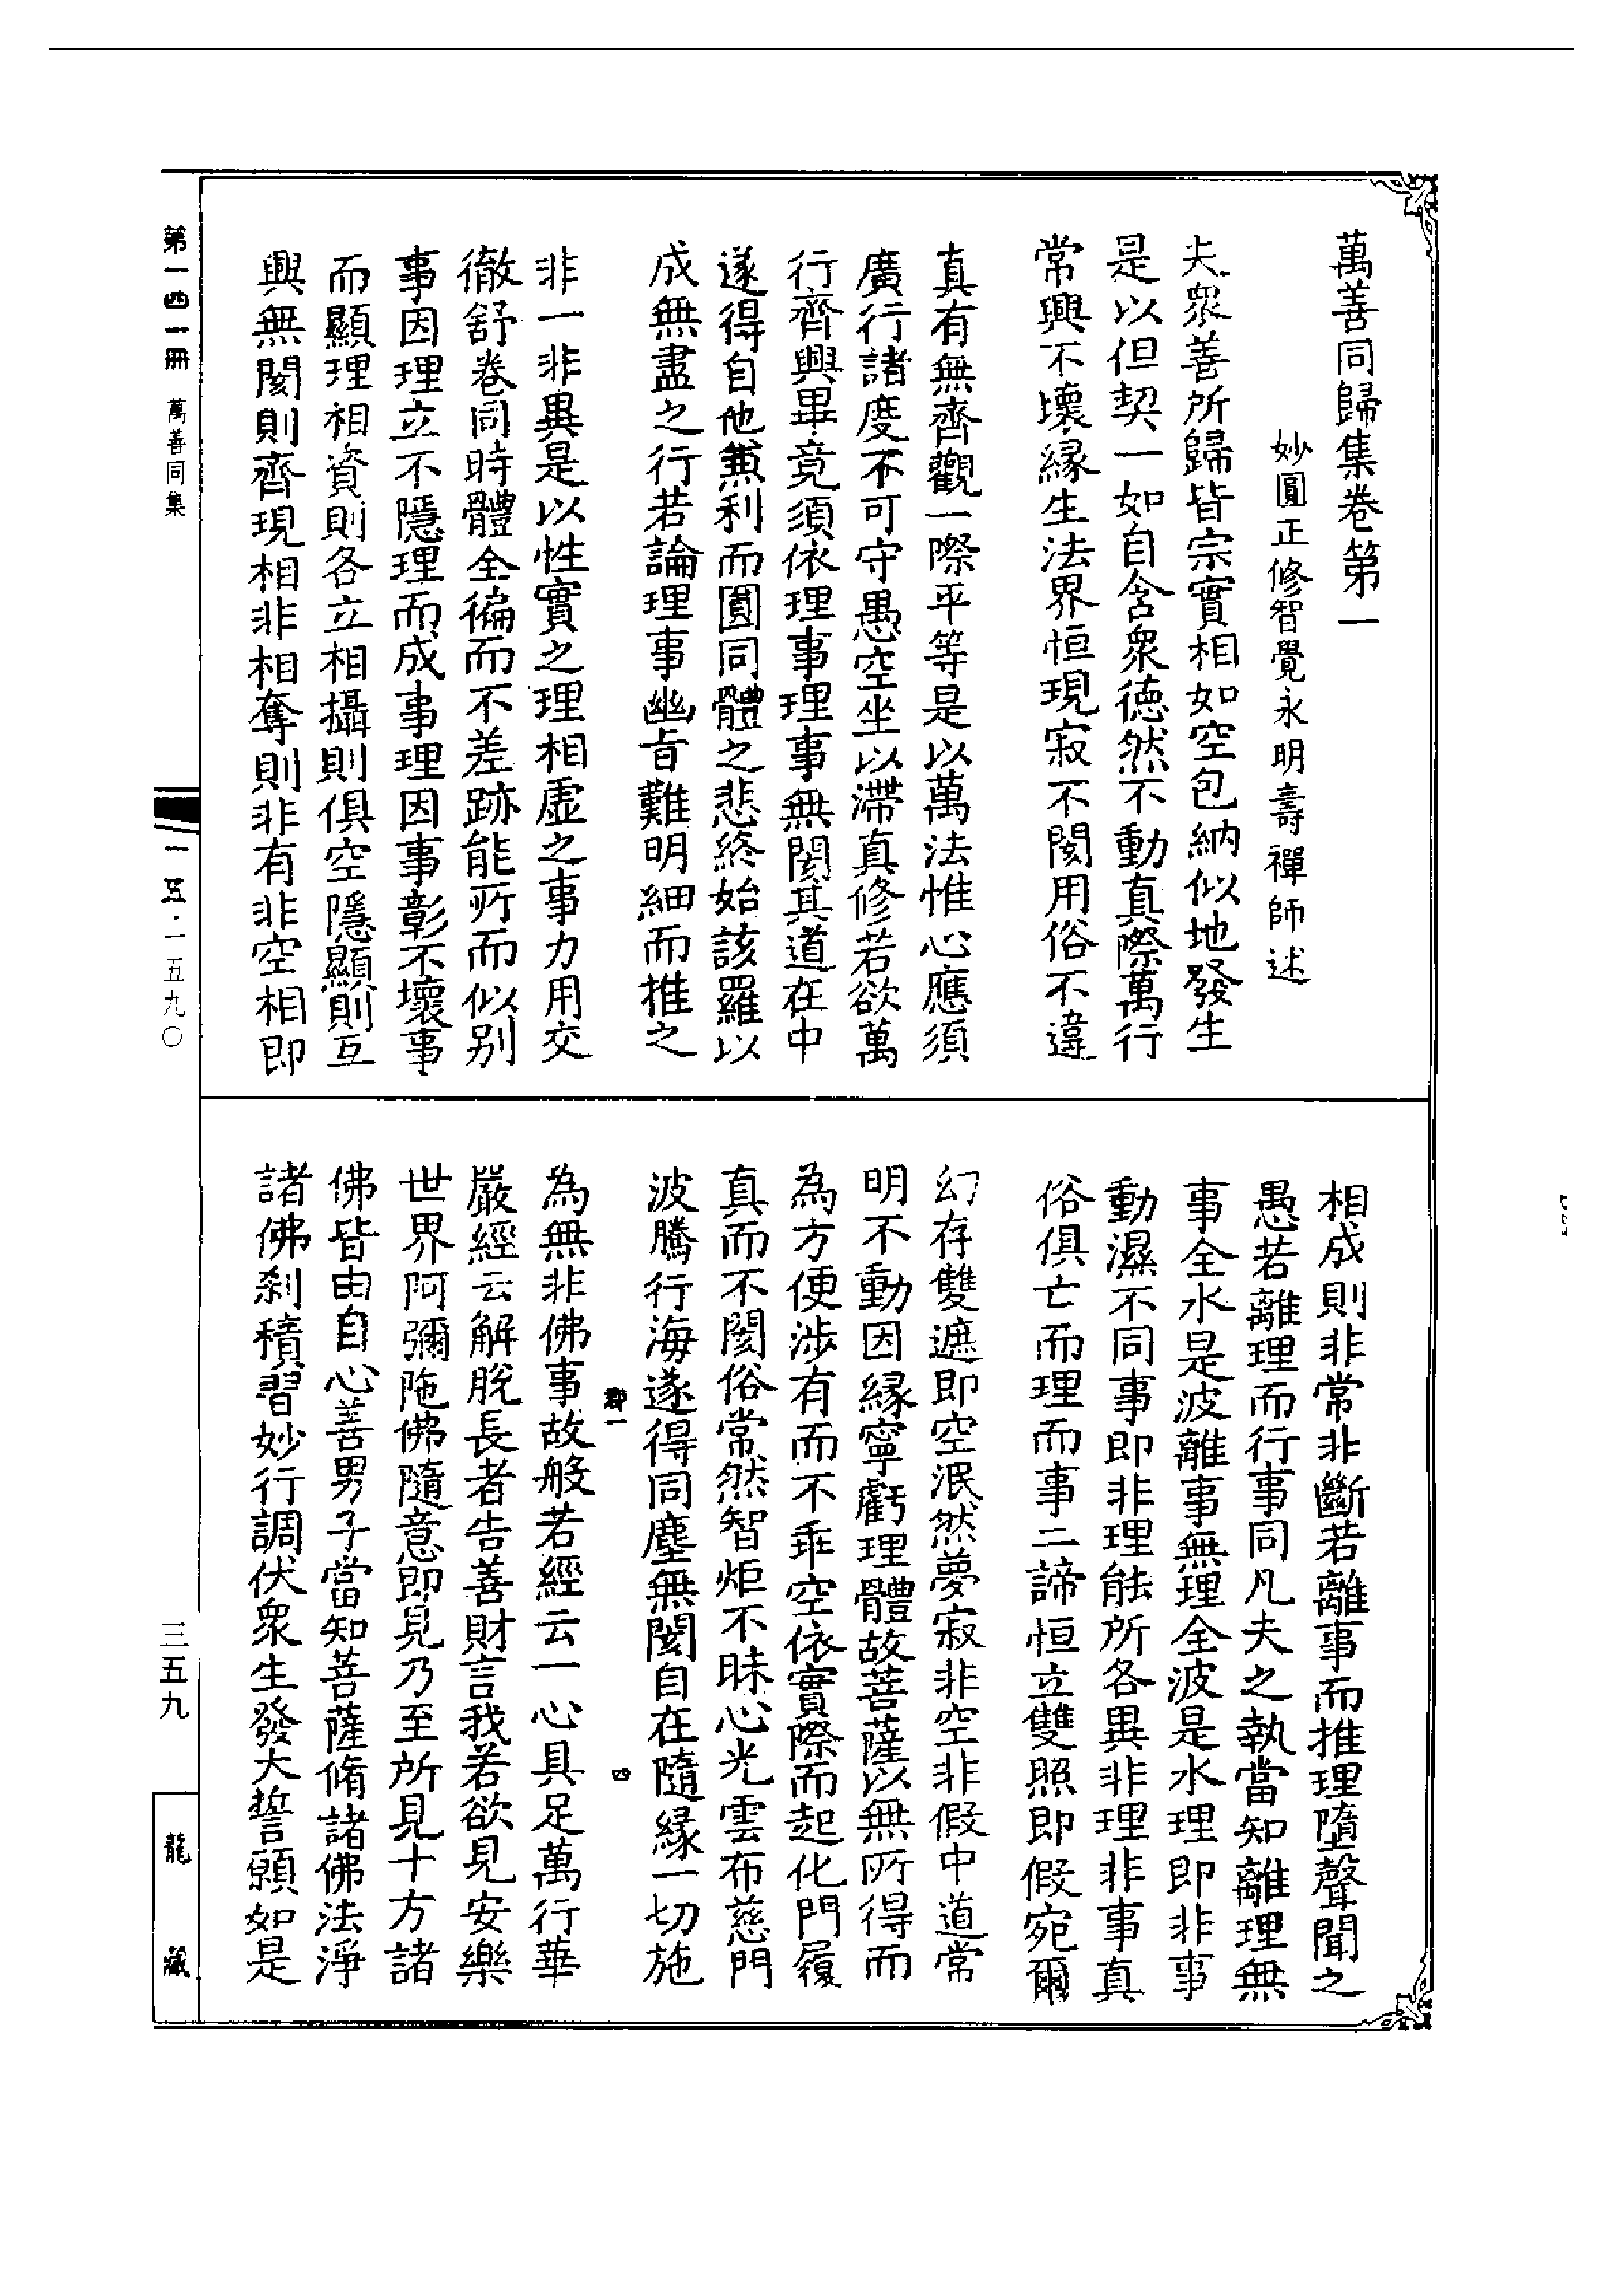 萬善同歸集卷第一
妙圓正修智覺永明壽禪師述
夫衆善所歸皆宗實相如空包納似地發生
是以但契一如自含衆德然不動真際萬行
常興不壞緣生法界恒現寂不閡用俗不違
真有無齊觀一際平等是以萬法惟心應須
廣行諸度不可守愚空坐以滯真修若欲萬
行齊興畢竟須依理事理事無閡其道在中
遂得自他兼利而圓同體之悲終始該羅以
成無盡之行若論理事幽旨難明細而推之
非一非異是以性實之理相虛之事力用交
徹舒卷同時體全徧而不差跡能所而似别
事因理立不隱理而成事理因事彰不壞事
而顯理相資則各立相攝則俱空隱顯則互
興無閡則齊現相非相奪則非有非空相即
相成則非常非斷若離事而推理墮聲聞之
愚若離理而行事同凡夫之執當知離理無
事全水是波離事無理全波是水理即非事
動濕不同事即非理能所各異非理非事真
俗俱亡而理而事二諦恒立雙照即假宛爾
幻存雙遮即空泯然夢寂非空非假中道常
明不動因緣寧虧理體故菩薩以無所得而
為方便涉有而不乖空依實際而起化門履
真而不閡俗常然智炬不昧心光雲布慈門
波騰行海遂得同塵無閡自在隨緣一切施
為無非佛事故般若經云一心具足萬行華
嚴經云解脫長者告善財言我若欲見安樂
世界阿彌陁佛隨意即見乃至所見十方諸
佛皆由自心善男子當知菩薩脩諸佛法淨
諸佛刹積習妙行調伏衆生發大誓願如是
四
第一四一冊
萬善同集
一五·一五九〇
三五九
龍藏